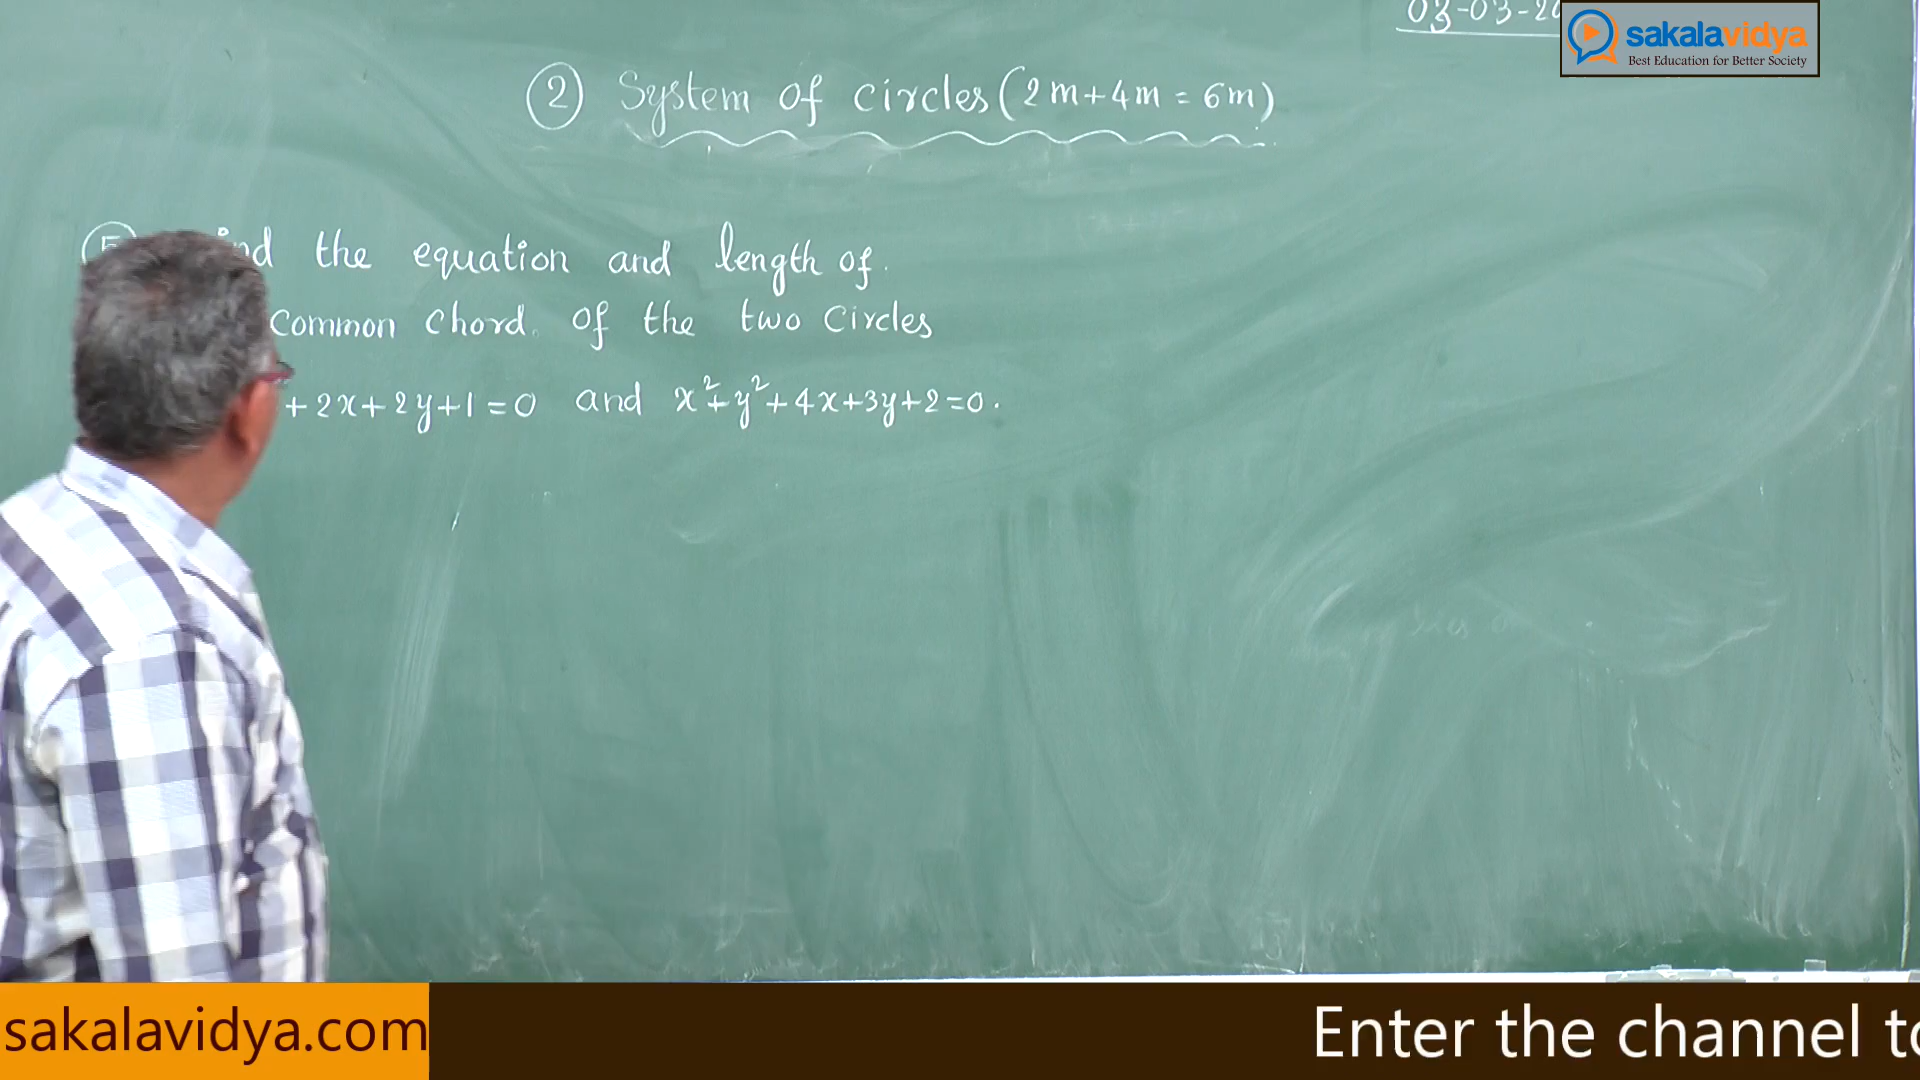 03-03-20
sakalavidya
Best Education for Better Society
② System of circles (2m+4m = 6m)
the equation and length of.
common chord. of the two circles
+ 2x + 2y + 1 = 0 and x² + y² + 4x + 3y + 2 = 0.
sakalavidya.com
Enter the channel